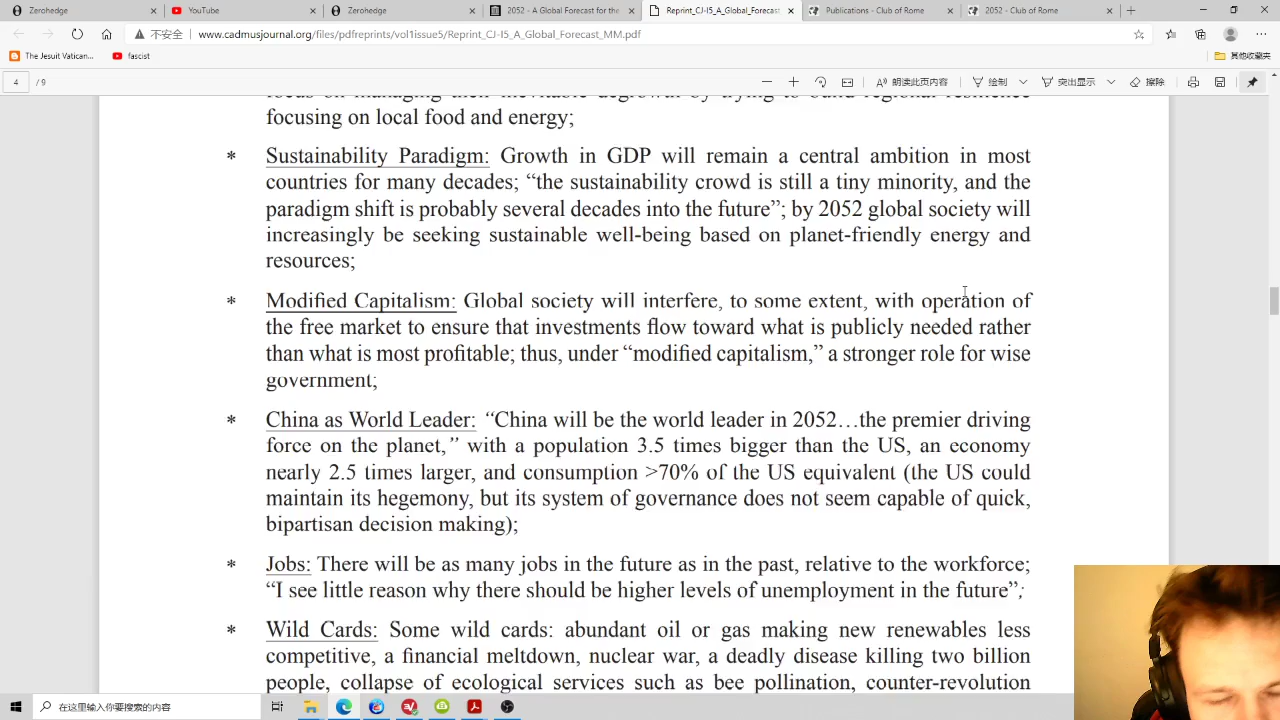 Zerohedge
YouTube
Zerohedge
2052 - A Global Forecast for the
Reprint_CJ-I5_A_Global_Forecast
Publications - Club of Rome
2052 - Club of Rome
不安全
www.cadmusjournal.org/files/pdfreprints/vol1issue5/Reprint_CJ-I5_A_Global_Forecast_MM.pdf
The Jesuit Vatican...
fascist
其他收藏夹
4 / 9
朗读此页内容
绘制
突出显示
擦除
focus on managing their inevitable degrowth by trying to build regional resilience
focusing on local food and energy;
* Sustainability Paradigm: Growth in GDP will remain a central ambition in most
countries for many decades; “the sustainability crowd is still a tiny minority, and the
paradigm shift is probably several decades into the future”; by 2052 global society will
increasingly be seeking sustainable well-being based on planet-friendly energy and
resources;
* Modified Capitalism: Global society will interfere, to some extent, with operation of
the free market to ensure that investments flow toward what is publicly needed rather
than what is most profitable; thus, under “modified capitalism,” a stronger role for wise
government;
* China as World Leader: “China will be the world leader in 2052…the premier driving
force on the planet,” with a population 3.5 times bigger than the US, an economy
nearly 2.5 times larger, and consumption >70% of the US equivalent (the US could
maintain its hegemony, but its system of governance does not seem capable of quick,
bipartisan decision making);
* Jobs: There will be as many jobs in the future as in the past, relative to the workforce;
“I see little reason why there should be higher levels of unemployment in the future”;
* Wild Cards: Some wild cards: abundant oil or gas making new renewables less
competitive, a financial meltdown, nuclear war, a deadly disease killing two billion
people, collapse of ecological services such as bee pollination, counter-revolution
在这里输入你要搜索的内容